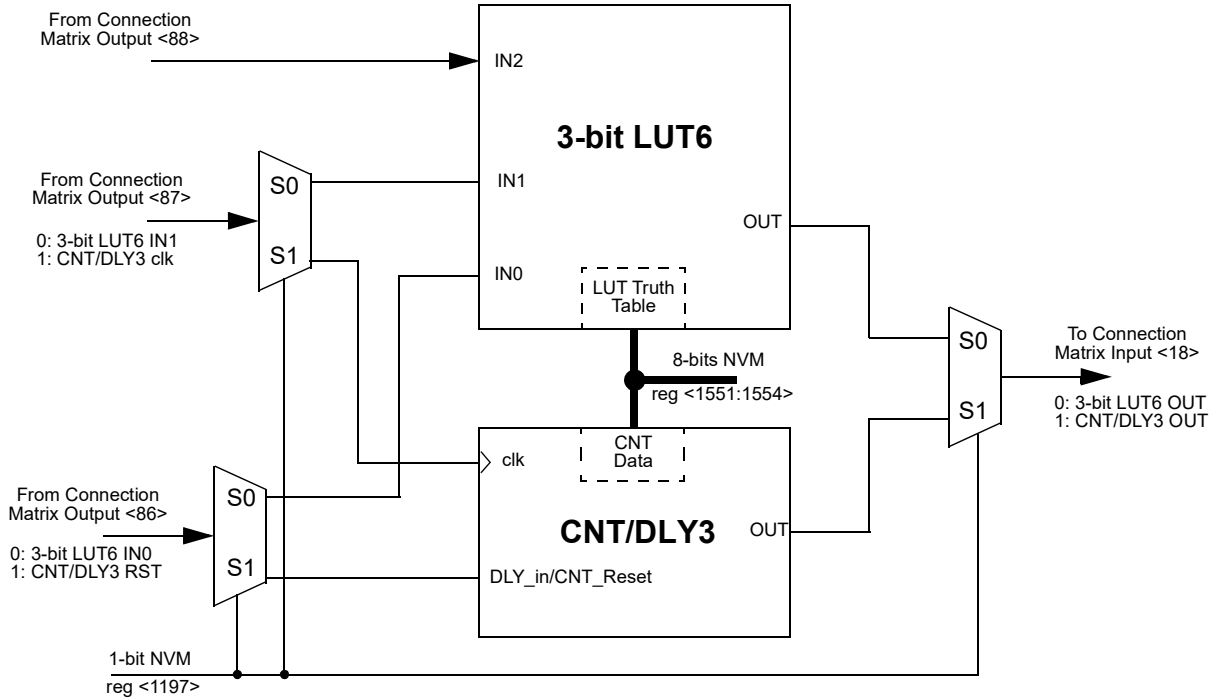 From Connection
Matrix Output <88>
IN2
3-bit LUT6
From Connection
Matrix Output <87>
S0
IN1
0: 3-bit LUT6 IN1
1: CNT/DLY3 clk
S1
IN0
OUT
LUT Truth
Table
8-bits NVM
reg <1551:1554>
S0
To Connection
Matrix Input <18>
S1
0: 3-bit LUT6 OUT
1: CNT/DLY3 OUT
clk
CNT
Data
From Connection
Matrix Output <86>
S0
CNT/DLY3
OUT
0: 3-bit LUT6 IN0
1: CNT/DLY3 RST
S1
DLY_in/CNT_Reset
1-bit NVM
reg <1197>